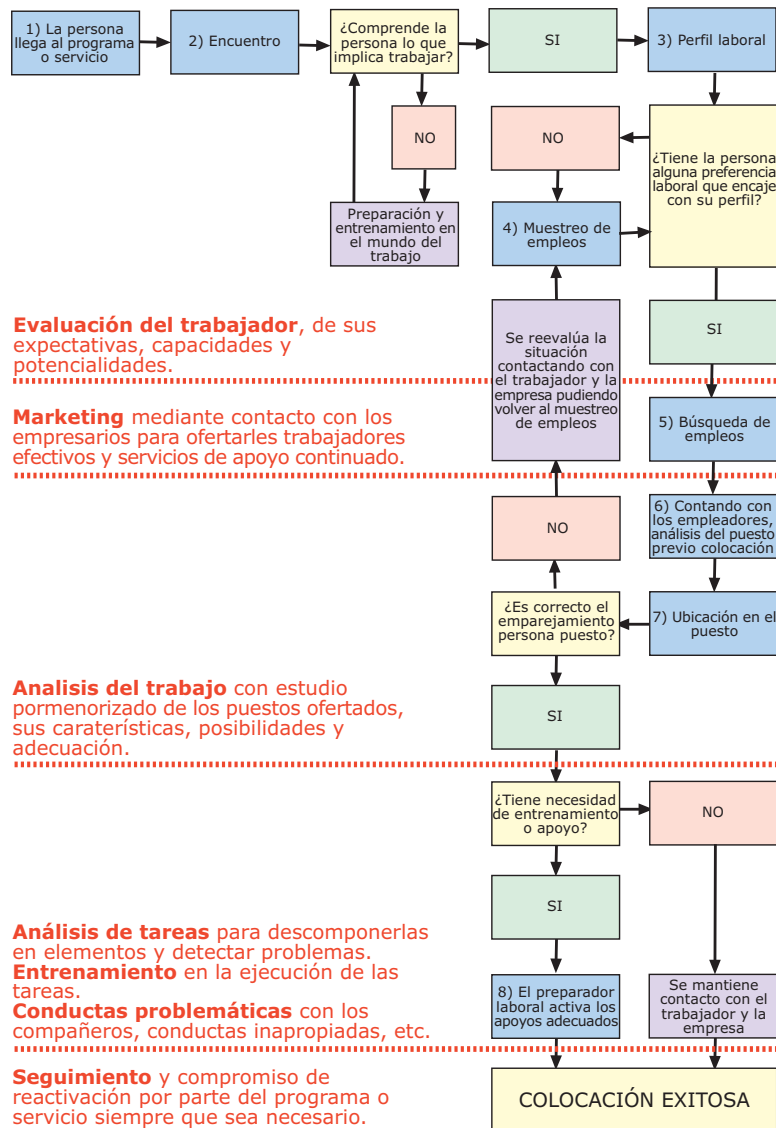 1) La persona
llega al programa
o servicio
2) Encuentro
¿Comprende la
persona lo que
implica trabajar?
SI
3) Perfil laboral
NO
NO
¿Tiene la persona
alguna preferencia
laboral que encaje
con su perfil?
Preparación y
entrenamiento en
el mundo del
trabajo
4) Muestreo de
empleos
Evaluación del trabajador, de sus
expectativas, capacidades y
potencialidades.
Se reevalúa la
situación
contactando con
el trabajador y la
empresa pudiendo
volver al muestreo
de empleos
SI
Marketing mediante contacto con los
empresarios para ofertarles trabajadores
efectivos y servicios de apoyo continuado.
5) Búsqueda de
empleos
NO
6) Contando con
los empleadores,
análisis del puesto
previo colocación
¿Es correcto el
emparejamiento
persona puesto?
7) Ubicación en el
puesto
Analisis del trabajo con estudio
pormenorizado de los puestos ofertados,
sus caraterísticas, posibilidades y
adecuación.
SI
¿Tiene necesidad
de entrenamiento
o apoyo?
NO
SI
Análisis de tareas para descomponerlas
en elementos y detectar problemas.
Entrenamiento en la ejecución de las
tareas.
Conductas problemáticas con los
compañeros, conductas inapropiadas, etc.
8) El preparador
laboral activa los
apoyos adecuados
Se mantiene
contacto con el
trabajador y la
empresa
Seguimiento y compromiso de
reactivación por parte del programa o
servicio siempre que sea necesario.
COLOCACIÓN EXITOSA